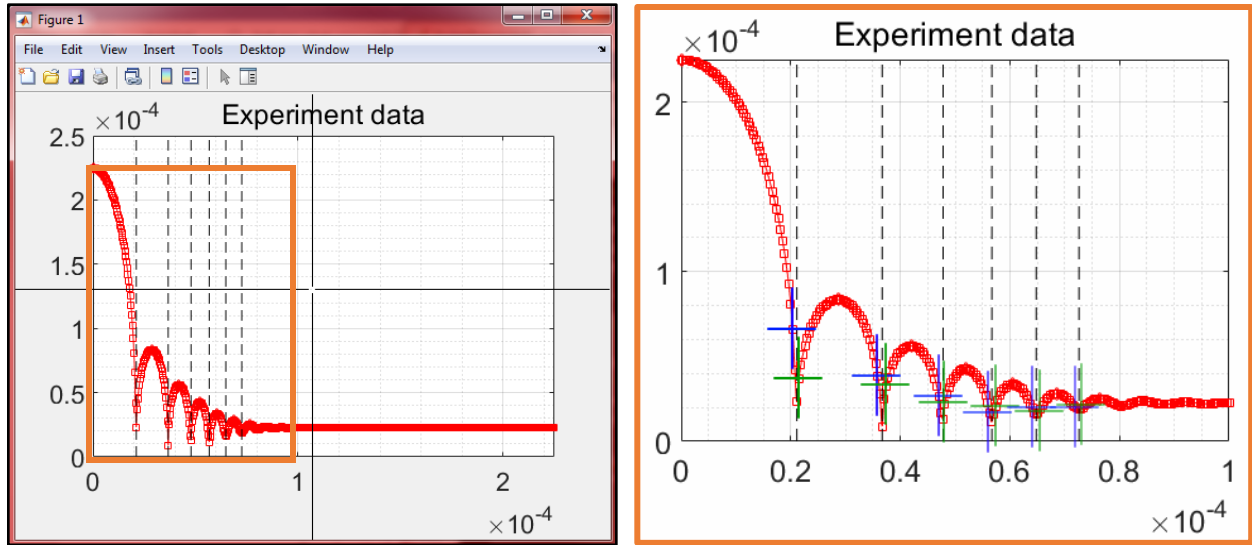 Figure 1
File Edit View Insert Tools Desktop Window Help
Experiment data
×10⁻⁴
2.5
2
1.5
1
0.5
0
0 1 2
×10⁻⁴
Experiment data
×10⁻⁴
2
1
0
0 0.2 0.4 0.6 0.8 1
×10⁻⁴